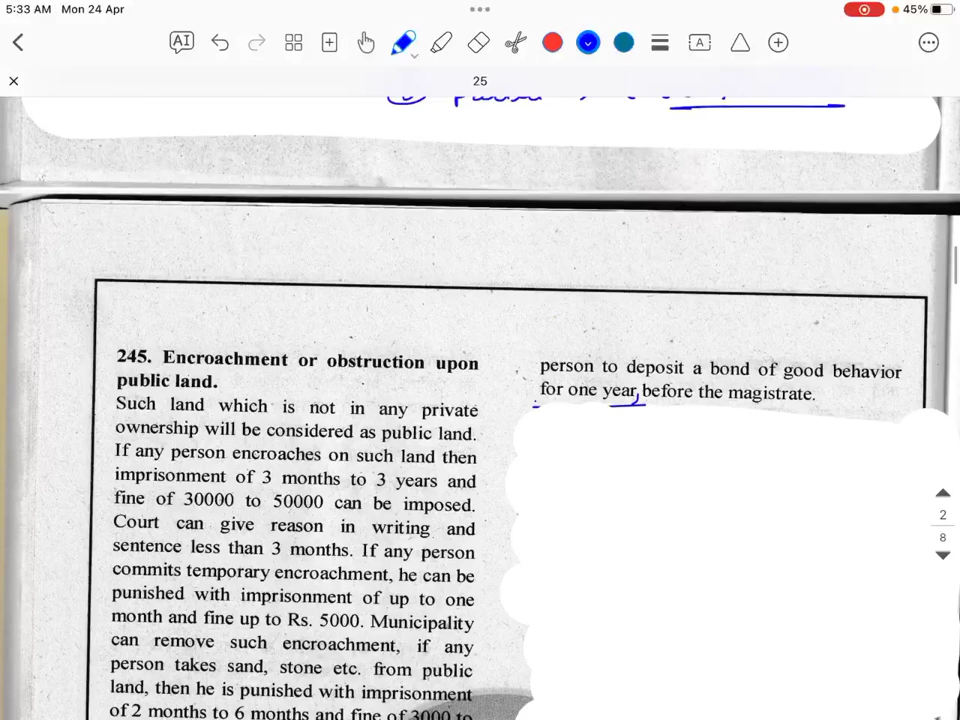 5:33 AM Mon 24 Apr
45%
AI
A
25
245. Encroachment or obstruction upon
public land.
Such land which is not in any private
ownership will be considered as public land.
If any person encroaches on such land then
imprisonment of 3 months to 3 years and
fine of 30000 to 50000 can be imposed.
Court can give reason in writing and
sentence less than 3 months. If any person
commits temporary encroachment, he can be
punished with imprisonment of up to one
month and fine up to Rs. 5000. Municipality
can remove such encroachment, if any
person takes sand, stone etc. from public
land, then he is punished with imprisonment
of 2 months to 6 months and fine of 3000 to
person to deposit a bond of good behavior
for one year, before the magistrate.
2
8